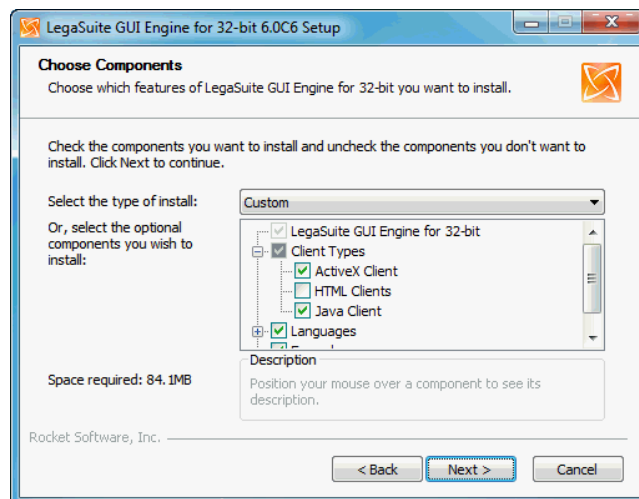 LegaSuite GUI Engine for 32-bit 6.0C6 Setup
Choose Components
Choose which features of LegaSuite GUI Engine for 32-bit you want to install.
Check the components you want to install and uncheck the components you don't want to
install. Click Next to continue.
Select the type of install:
Custom
Or, select the optional
components you wish to
install:
LegaSuite GUI Engine for 32-bit
Client Types
ActiveX Client
HTML Clients
Java Client
Languages
Space required: 84.1MB
Description
Position your mouse over a component to see its
description.
Rocket Software, Inc.
< Back
Next >
Cancel